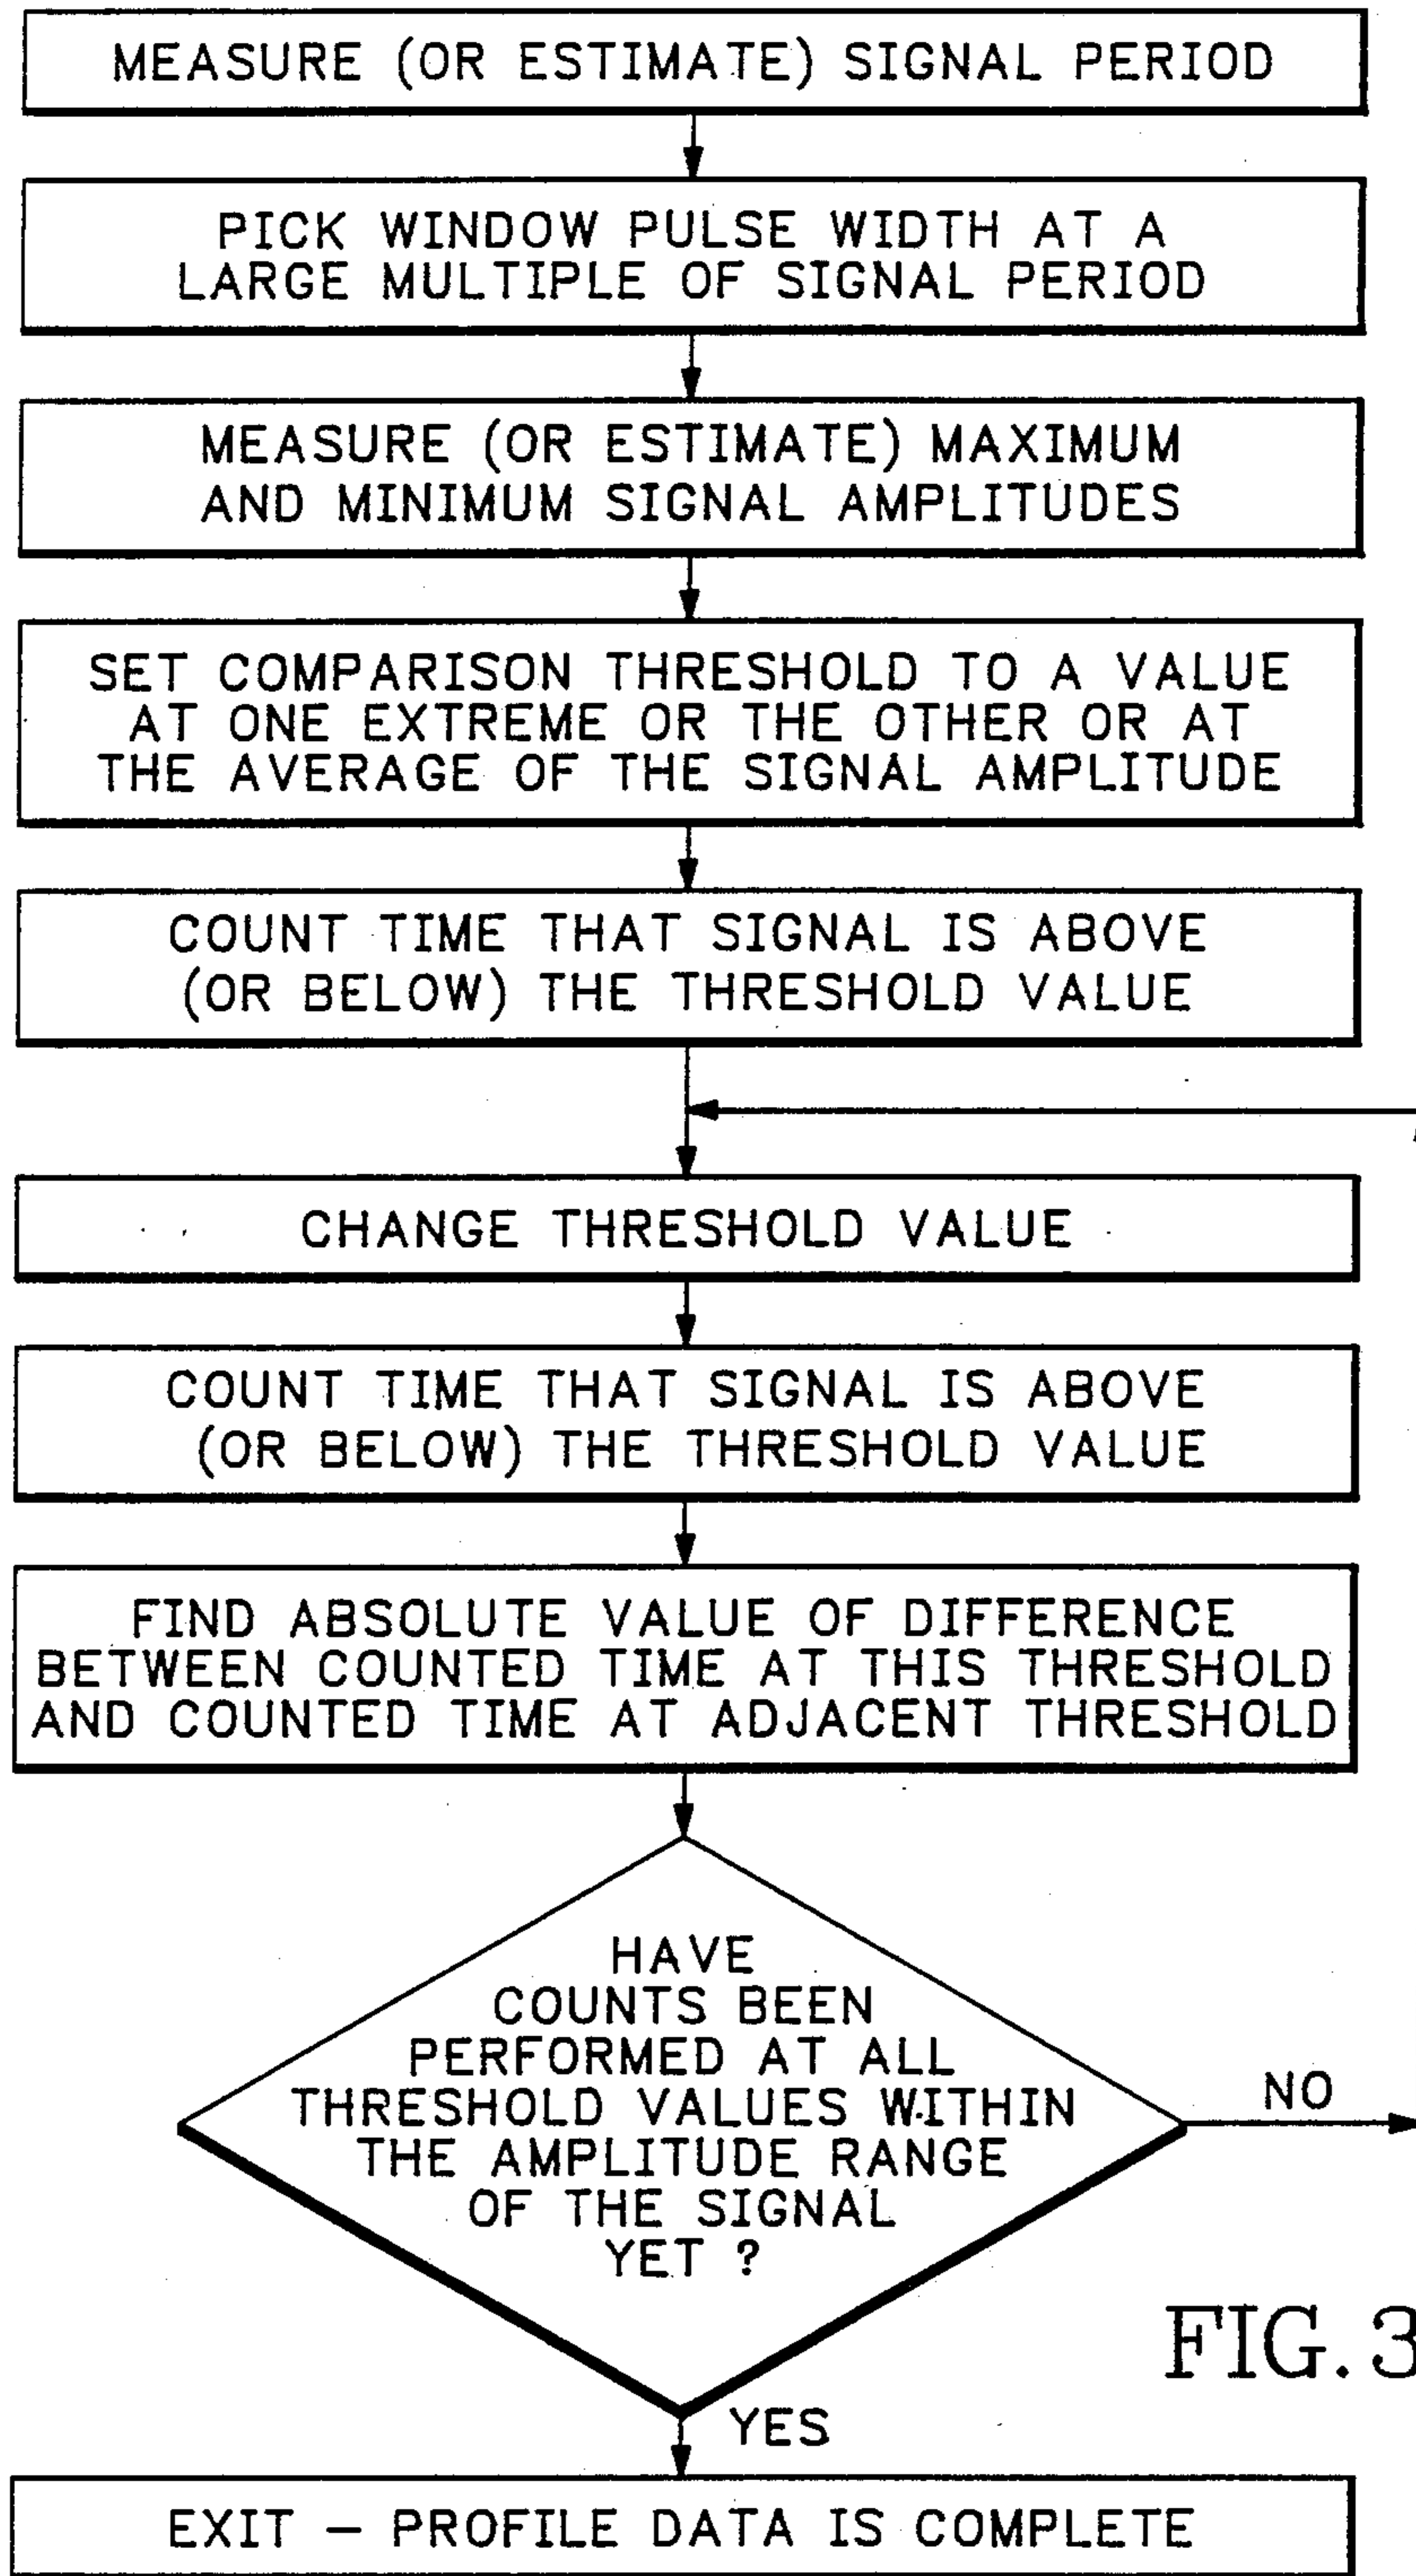 MEASURE (OR ESTIMATE) SIGNAL PERIOD
PICK WINDOW PULSE WIDTH AT A
LARGE MULTIPLE OF SIGNAL PERIOD
MEASURE (OR ESTIMATE) MAXIMUM
AND MINIMUM SIGNAL AMPLITUDES
SET COMPARISON THRESHOLD TO A VALUE
AT ONE EXTREME OR THE OTHER OR AT
THE AVERAGE OF THE SIGNAL AMPLITUDE
COUNT TIME THAT SIGNAL IS ABOVE
(OR BELOW) THE THRESHOLD VALUE
CHANGE THRESHOLD VALUE
COUNT TIME THAT SIGNAL IS ABOVE
(OR BELOW) THE THRESHOLD VALUE
FIND ABSOLUTE VALUE OF DIFFERENCE
BETWEEN COUNTED TIME AT THIS THRESHOLD
AND COUNTED TIME AT ADJACENT THRESHOLD
HAVE
COUNTS BEEN
PERFORMED AT ALL
THRESHOLD VALUES WITHIN
THE AMPLITUDE RANGE
OF THE SIGNAL
YET ?
NO
FIG. 3
YES
EXIT — PROFILE DATA IS COMPLETE